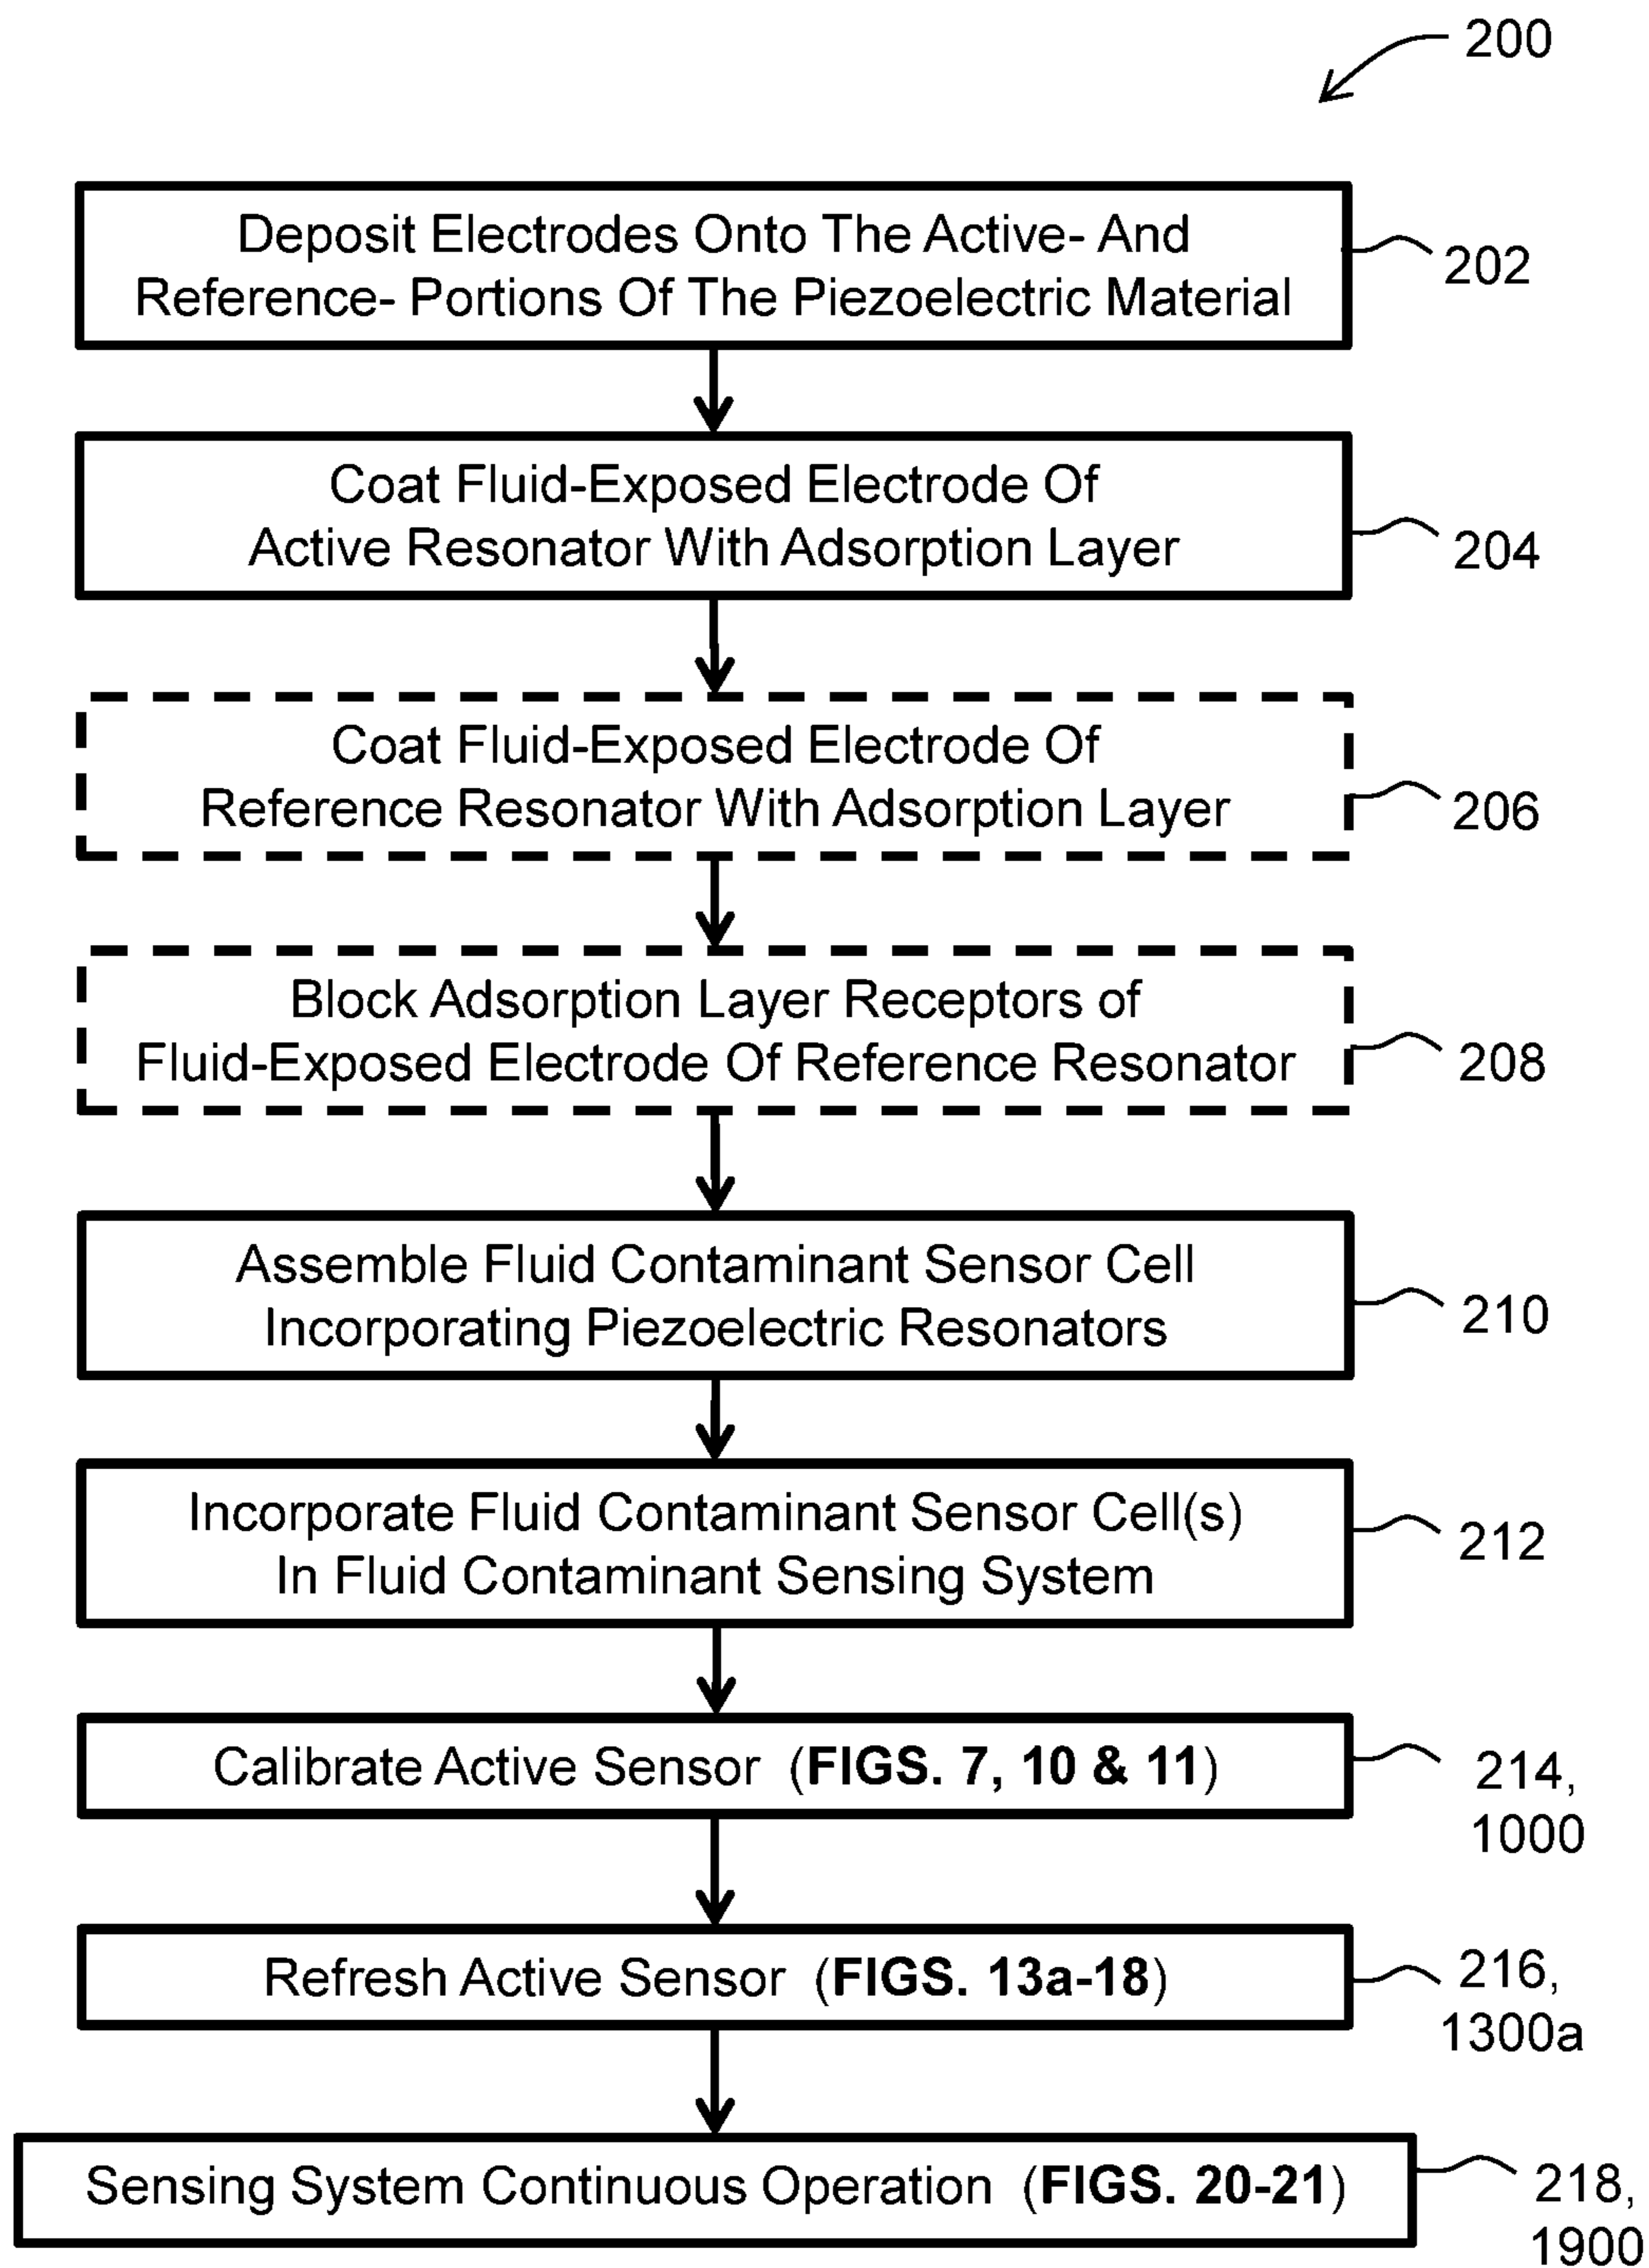 200
Deposit Electrodes Onto The Active- And
Reference- Portions Of The Piezoelectric Material
202
Coat Fluid-Exposed Electrode Of
Active Resonator With Adsorption Layer
204
Coat Fluid-Exposed Electrode Of
Reference Resonator With Adsorption Layer
206
Block Adsorption Layer Receptors of
Fluid-Exposed Electrode Of Reference Resonator
208
Assemble Fluid Contaminant Sensor Cell
Incorporating Piezoelectric Resonators
210
Incorporate Fluid Contaminant Sensor Cell(s)
In Fluid Contaminant Sensing System
212
Calibrate Active Sensor (FIGS. 7, 10 & 11)
214,
1000
Refresh Active Sensor (FIGS. 13a-18)
216,
1300a
Sensing System Continuous Operation (FIGS. 20-21)
218,
1900